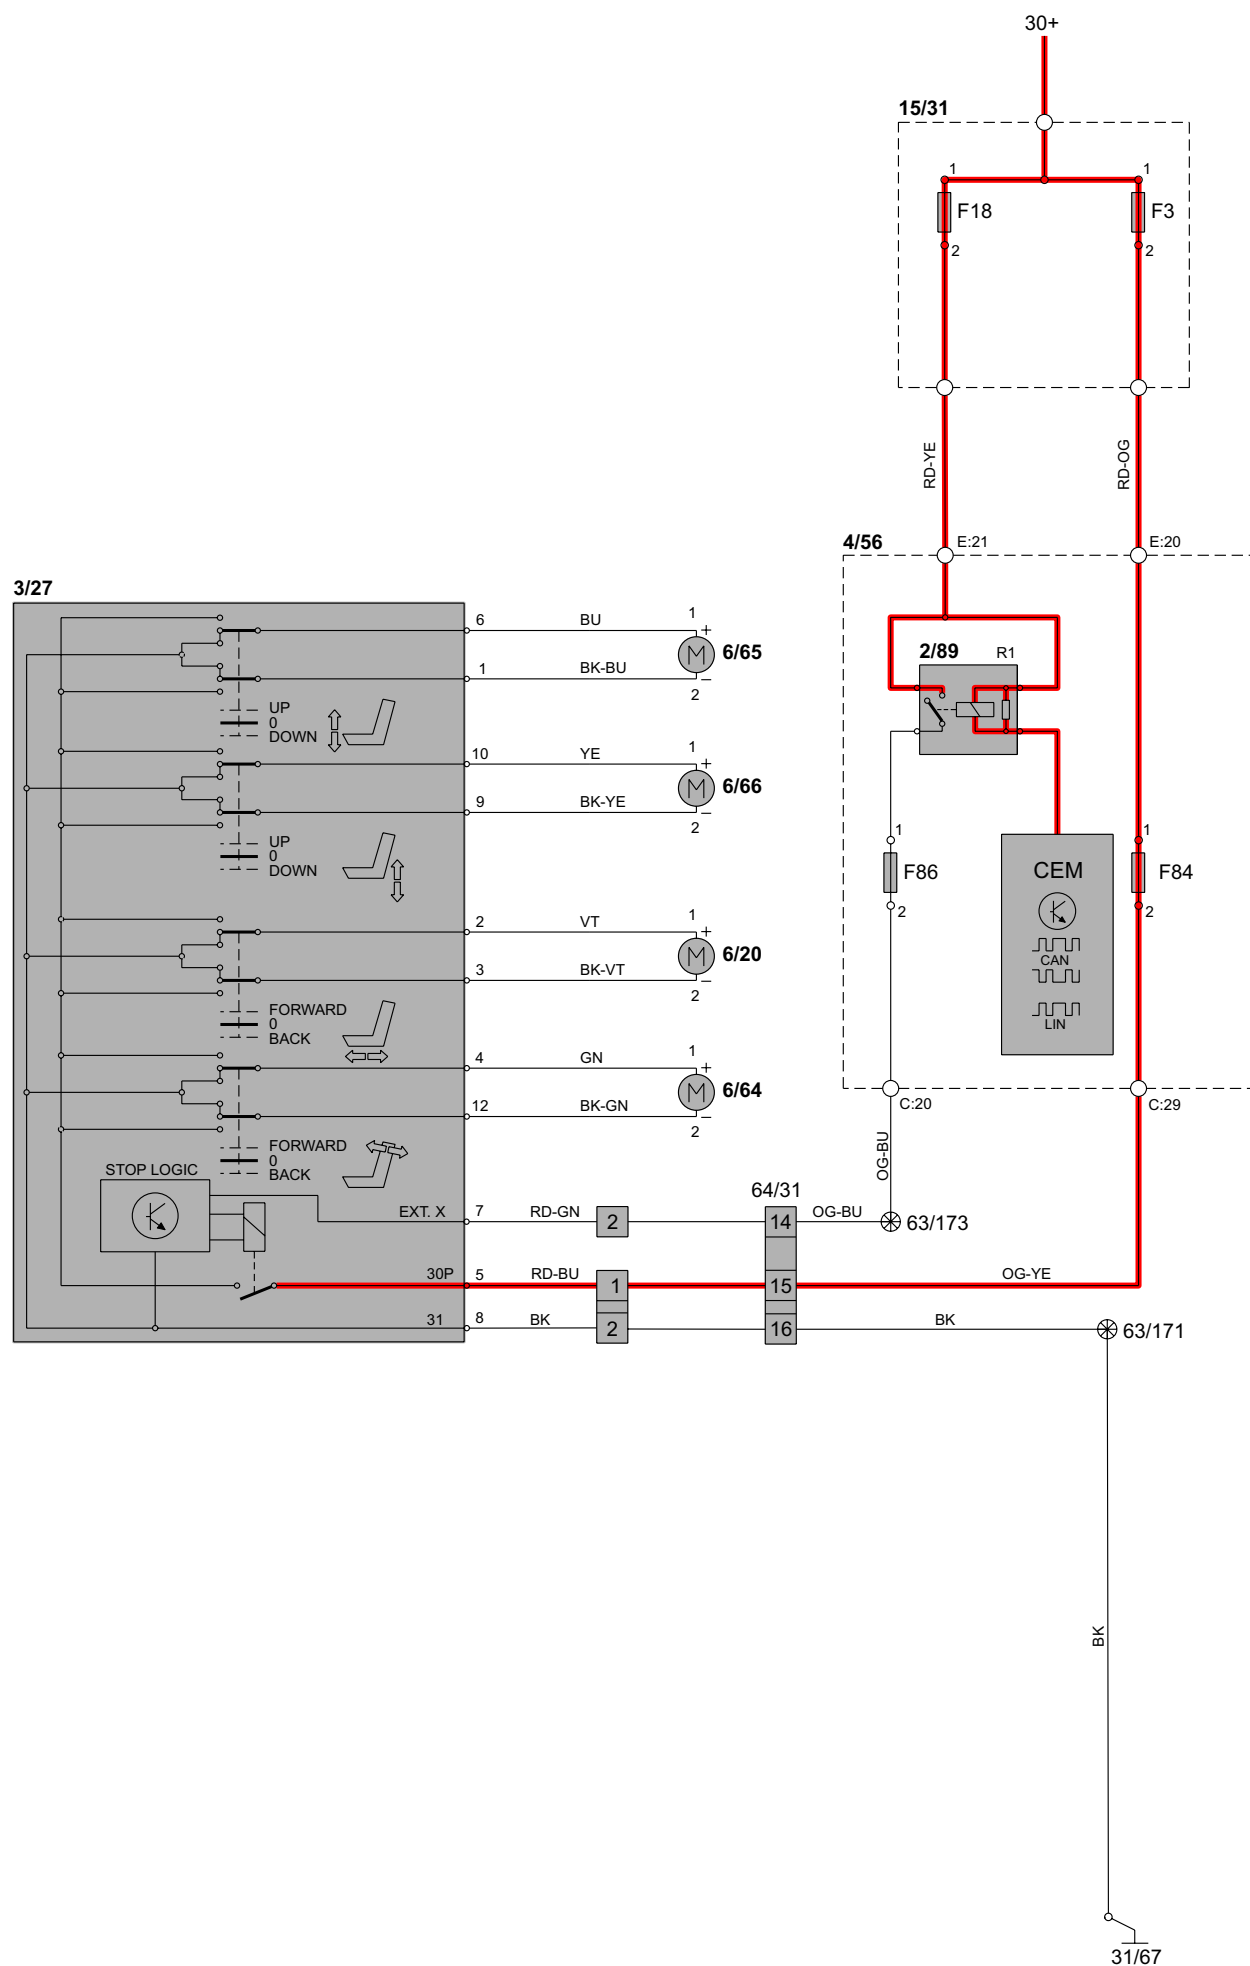 30+
15/31
1 1
F18 F3
2 2
RD-YE RD-OG
4/56 E:21 E:20
3/27
6 BU 1 +
M 6/65
1 BK-BU −
2
2/89 R1
UP
0
DOWN
10 YE 1 +
M 6/66
9 BK-YE −
2
UP
0
DOWN
1 1
F86 CEM F84
2 2
CAN
LIN
2 VT 1 +
M 6/20
3 BK-VT −
2
FORWARD
0
BACK
4 GN 1 +
M 6/64
12 BK-GN −
2
C:20 C:29
OG-BU
FORWARD
0
BACK
STOP LOGIC
64/31
EXT. X 7 RD-GN 2 14 OG-BU 63/173
30P 5 RD-BU 1 15 OG-YE
31 8 BK 2 16 BK 63/171
BK
31/67